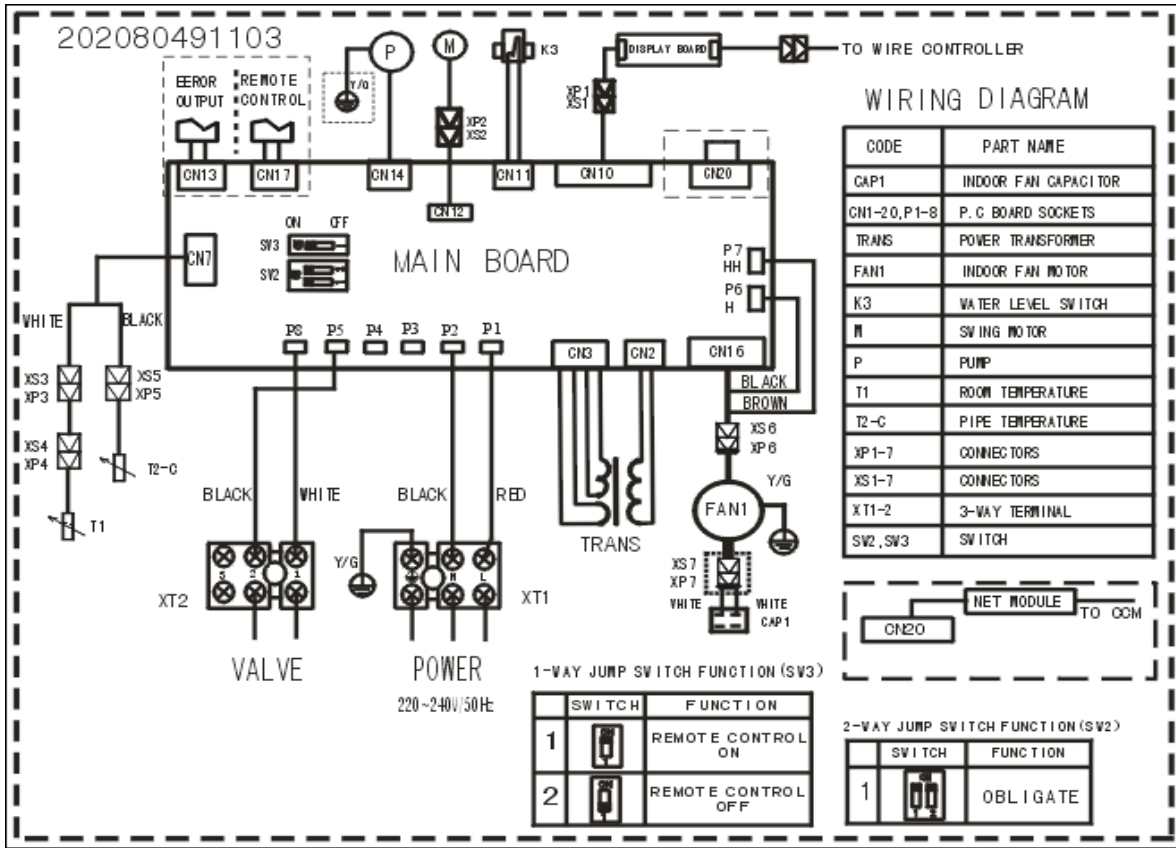 202080491103
EEROR
OUTPUT
REMOTE
CONTROL
P
Y/G
M
K3
XP2
XS2
XP1
XS1
DISPLAY BOARD
TO WIRE CONTROLLER
CN13
CN17
CN14
CN12
CN11
CN10
CN20
CN7
ON OFF
SW3
SW2
MAIN BOARD
P7
HH
P6
H
P8 P5 P4 P3 P2 P1
CN3
CN2
CN16
WHITE
BLACK
XS3
XP3
XS5
XP5
XS4
XP4
T2-C
T1
BLACK
WHITE
BLACK
RED
BLACK
BROWN
XS6
XP6
Y/G
FAN1
TRANS
XS7
XP7
WHITE
WHITE
CAP1
Y/G
XT2
3 2 1
N L
XT1
VALVE
POWER
220~240V/50Hz
WIRING DIAGRAM
CODE PART NAME
CAP1 INDOOR FAN CAPACITOR
CN1-20,P1-8 P.C BOARD SOCKETS
TRANS POWER TRANSFORMER
FAN1 INDOOR FAN MOTOR
K3 WATER LEVEL SWITCH
M SWING MOTOR
P PUMP
T1 ROOM TEMPERATURE
T2-C PIPE TEMPERATURE
XP1-7 CONNECTORS
XS1-7 CONNECTORS
XT1-2 3-WAY TERMINAL
SW2,SW3 SWITCH
CN20
NET MODULE
TO CCM
1-WAY JUMP SWITCH FUNCTION(SW3)
SWITCH FUNCTION
1 ON REMOTE CONTROL
ON
2 ON REMOTE CONTROL
OFF
2-WAY JUMP SWITCH FUNCTION(SW2)
SWITCH FUNCTION
1 ON OBLIGATE